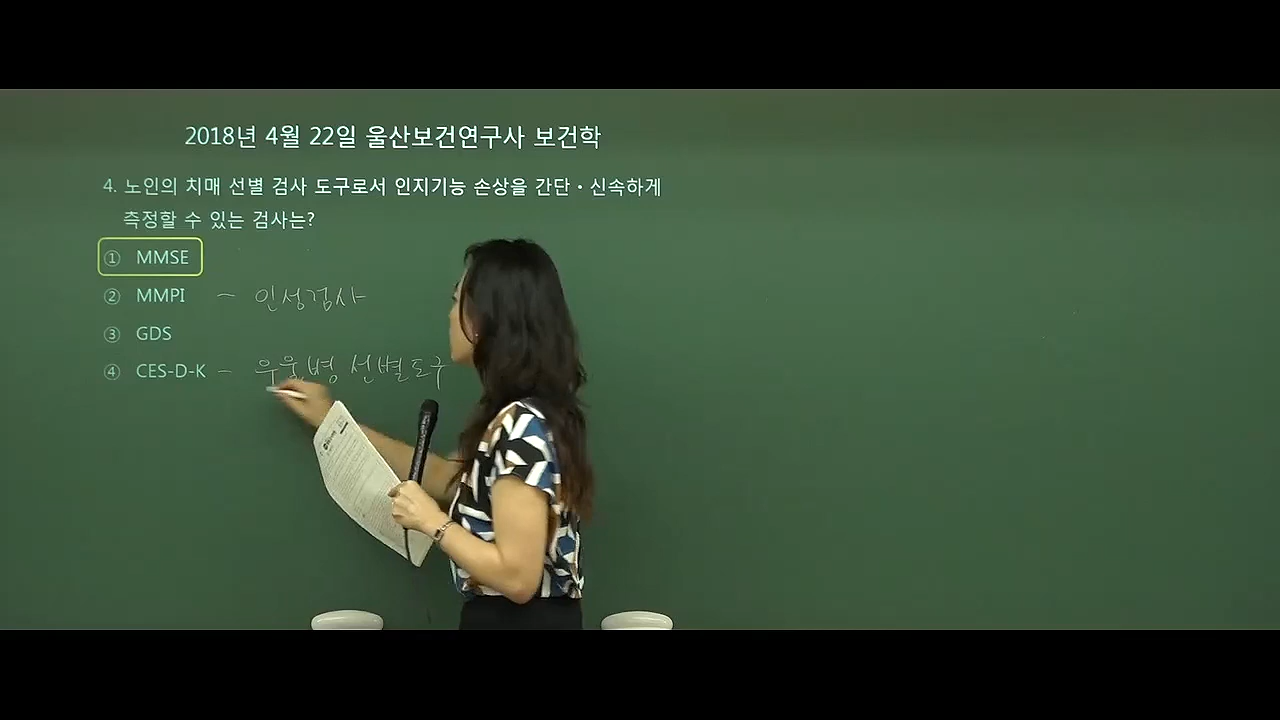 2018년 4월 22일 울산보건연구사 보건학
4. 노인의 치매 선별 검사 도구로서 인지기능 손상을 간단・신속하게
측정할 수 있는 검사는?
① MMSE
② MMPI - 인성검사
③ GDS
④ CES-D-K - 우울병 선별도구